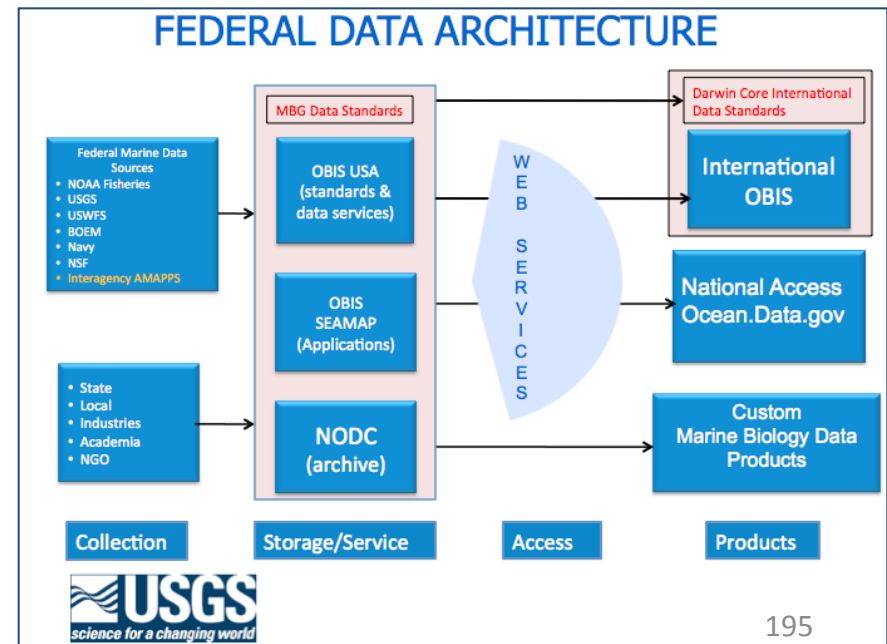 FEDERAL DATA ARCHITECTURE
Federal Marine Data
Sources
• NOAA Fisheries
• USGS
• USWFS
• BOEM
• Navy
• NSF
• Interagency AMAPPS
• State
• Local
• Industries
• Academia
• NGO
MBG Data Standards
OBIS USA
(standards &
data services)
OBIS
SEAMAP
(Applications)
NODC
(archive)
WEB SERVICES
Darwin Core International
Data Standards
International
OBIS
National Access
Ocean.Data.gov
Custom
Marine Biology Data
Products
Collection
Storage/Service
Access
Products
USGS
science for a changing world
195